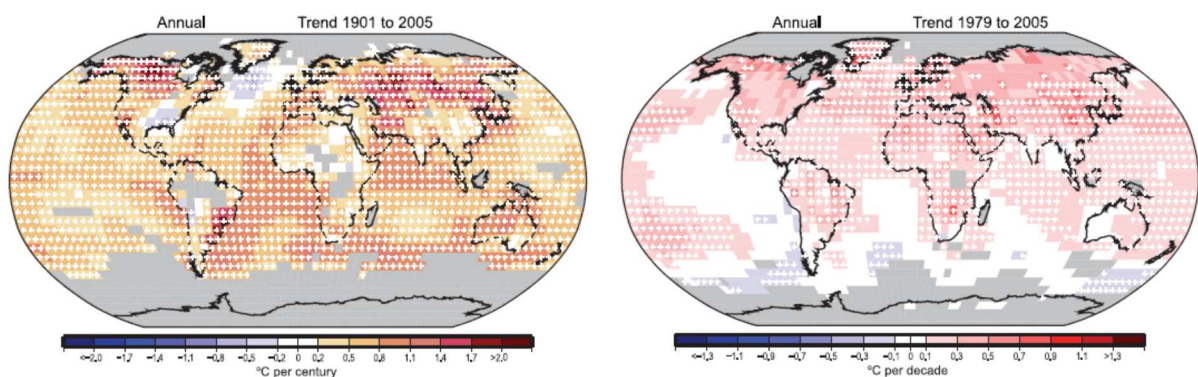 Annual Trend 1901 to 2005
<-2.0 -1.7 -1.4 -1.1 -0.8 -0.5 -0.2 0 0.2 0.5 0.8 1.1 1.4 1.7 >2.0
°C per century
Annual Trend 1979 to 2005
<-1.3 -1.1 -0.9 -0.7 -0.5 -0.3 -0.1 0 0.1 0.3 0.5 0.7 0.9 1.1 >1.3
°C per decade